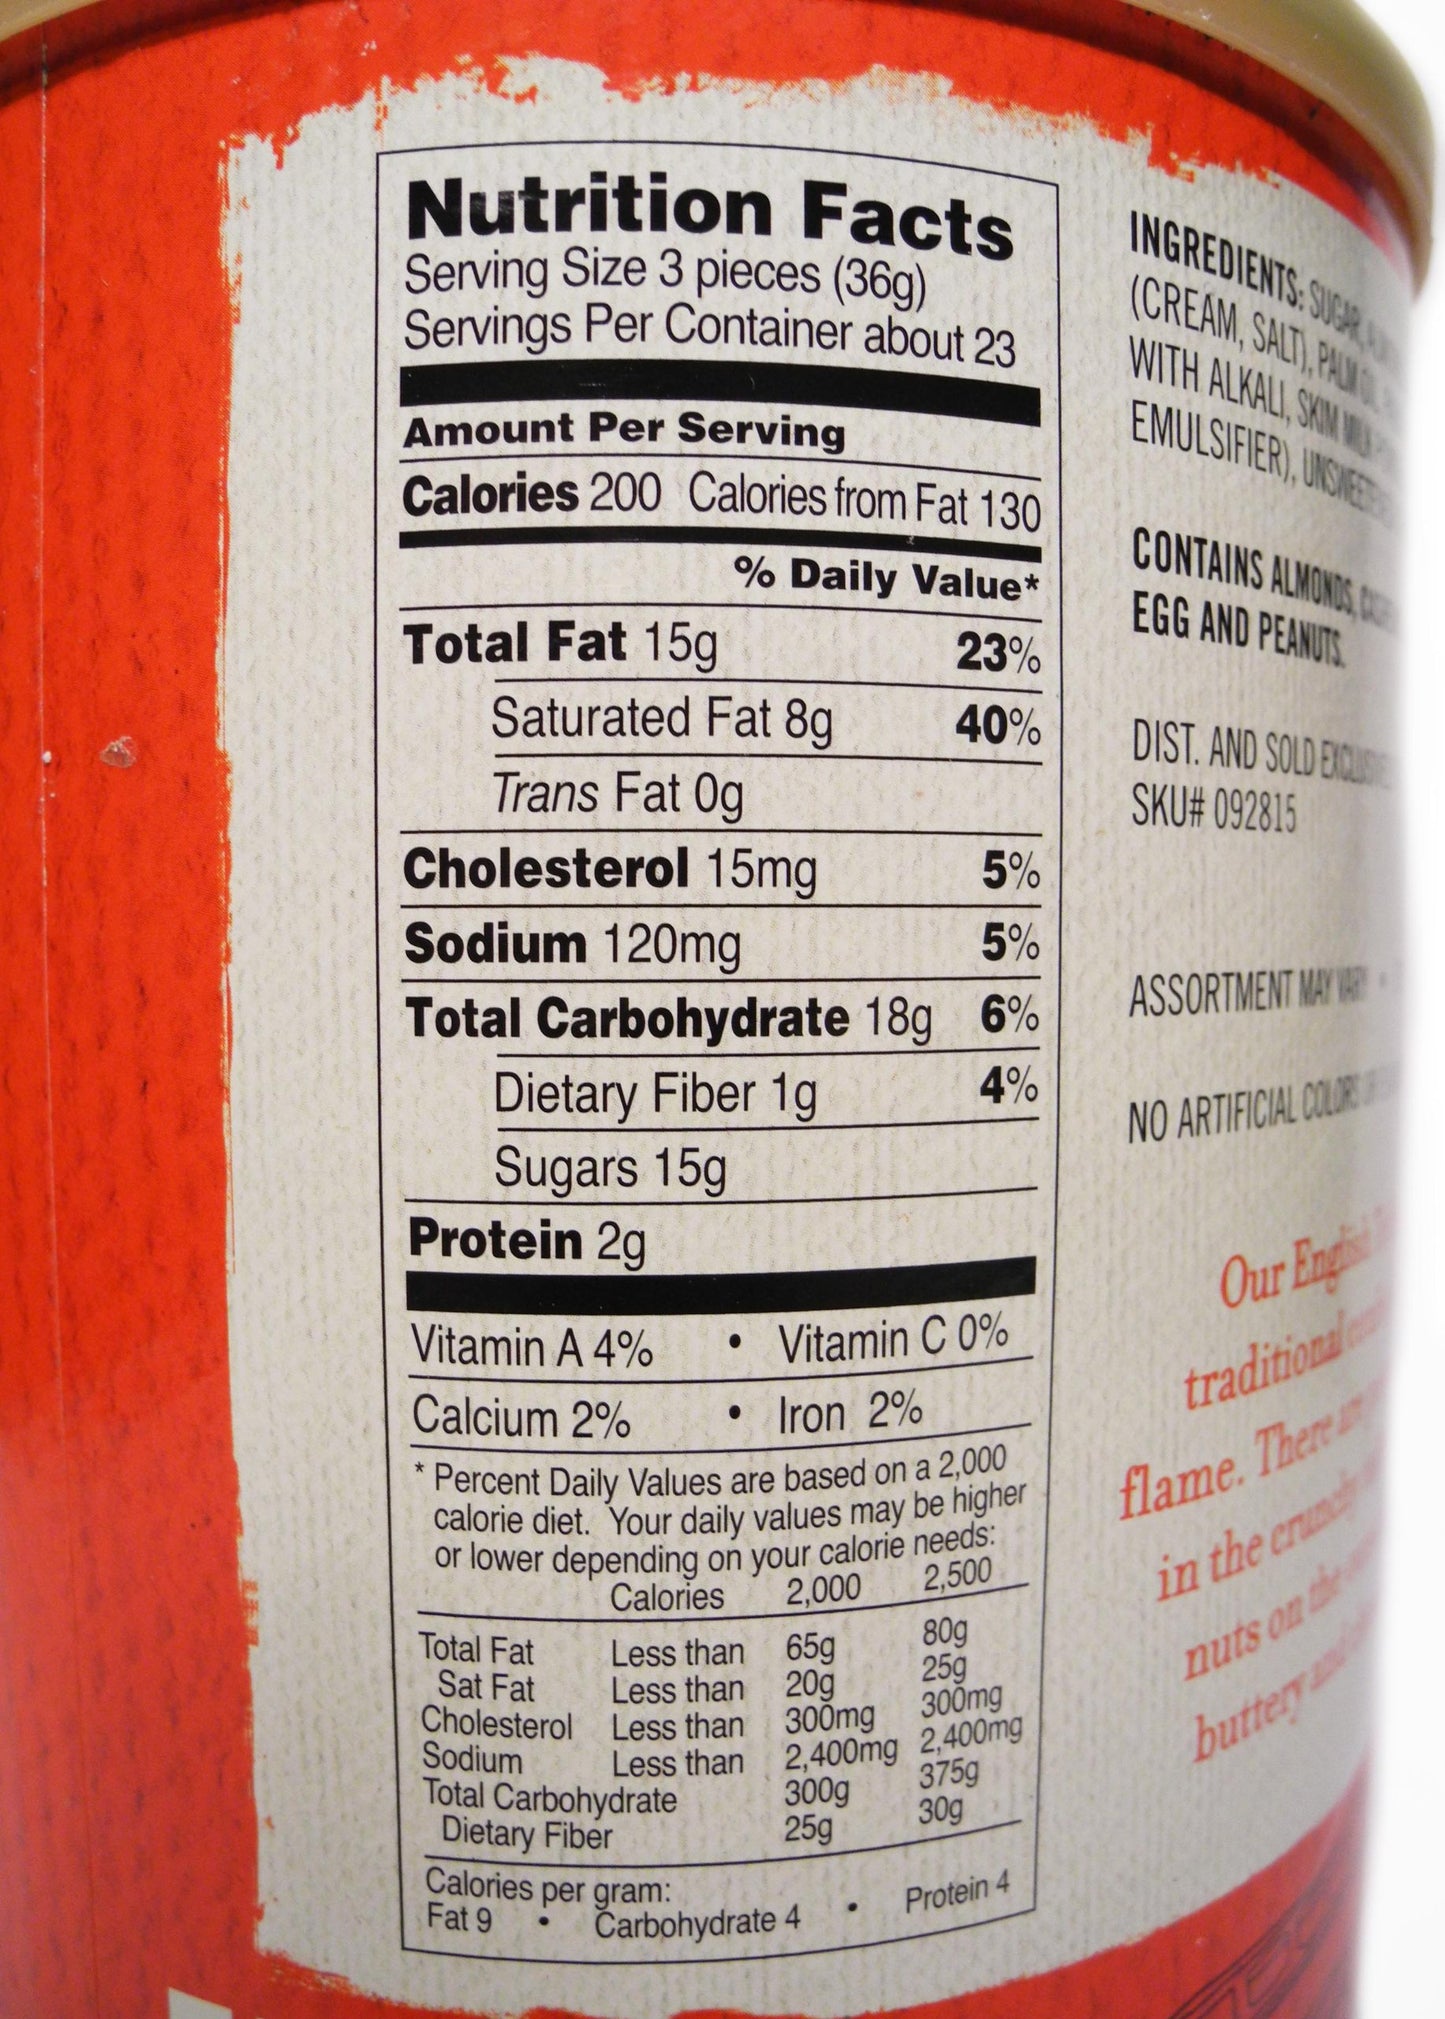 Nutrition Facts
Serving Size 3 pieces (36g)
Servings Per Container about 23
Amount Per Serving
Calories 200 Calories from Fat 130
% Daily Value*
Total Fat 15g 23%
Saturated Fat 8g 40%
Trans Fat 0g
Cholesterol 15mg 5%
Sodium 120mg 5%
Total Carbohydrate 18g 6%
Dietary Fiber 1g 4%
Sugars 15g
Protein 2g
Vitamin A 4% • Vitamin C 0%
Calcium 2% • Iron 2%
* Percent Daily Values are based on a 2,000
calorie diet. Your daily values may be higher
or lower depending on your calorie needs:
Calories 2,000 2,500
Total Fat Less than 65g 80g
Sat Fat Less than 20g 25g
Cholesterol Less than 300mg 300mg
Sodium Less than 2,400mg 2,400mg
Total Carbohydrate 300g 375g
Dietary Fiber 25g 30g
Calories per gram:
Fat 9 • Carbohydrate 4 • Protein 4
INGREDIENTS: SUGAR,
(CREAM, SALT), PALM
WITH ALKALI, SKIM MILK
EMULSIFIER),
CONTAINS ALMONDS,
EGG AND PEANUTS.
DIST. AND SOLD
SKU# 092815
ASSORTMENT MAY VARY
NO ARTIFICIAL COLORS
Our English
traditional
flame. There are
in the crunchy
nuts on the
buttery